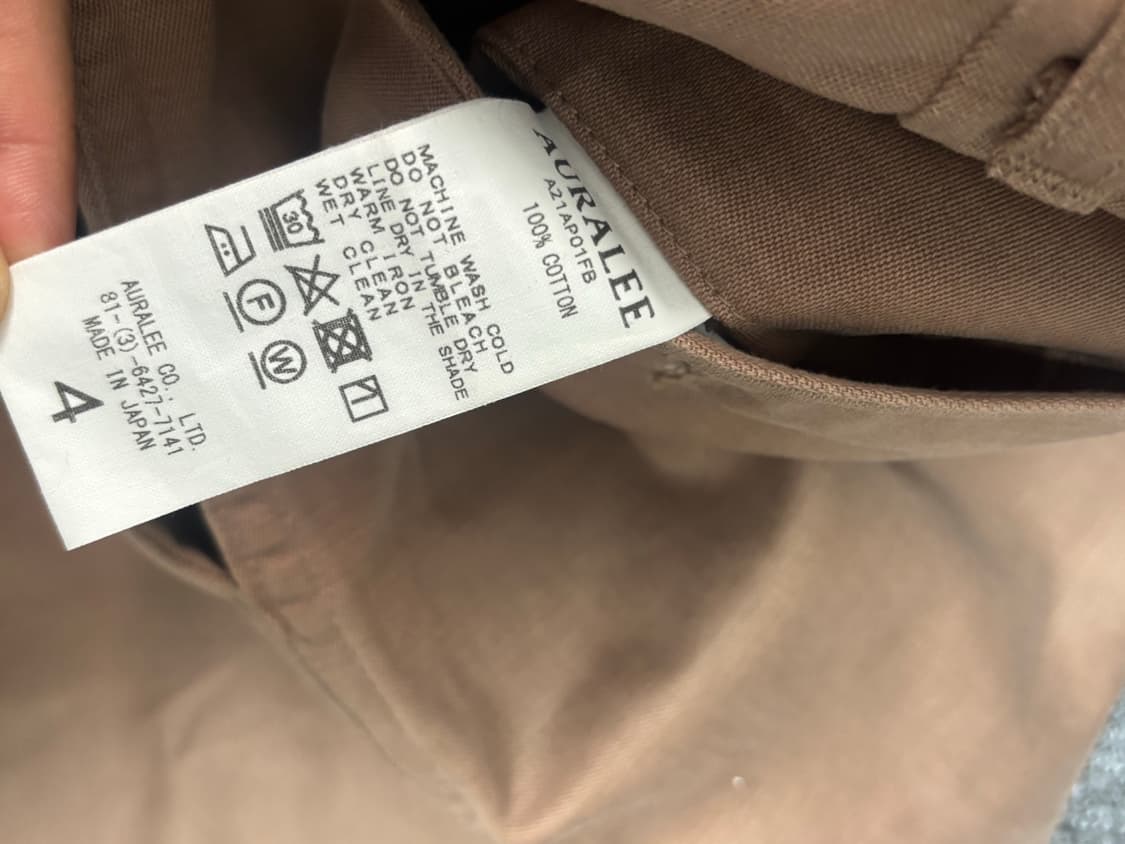 AURALEE
A21AP01FB
100% COTTON
MACHINE WASH COLD
DO NOT BLEACH
DO NOT TUMBLE DRY
LINE DRY IN THE SHADE
WARM IRON
DRY CLEAN
WET CLEAN
30
F
W
AURALEE CO., LTD.
81-(3)-6427-7141
MADE IN JAPAN
4